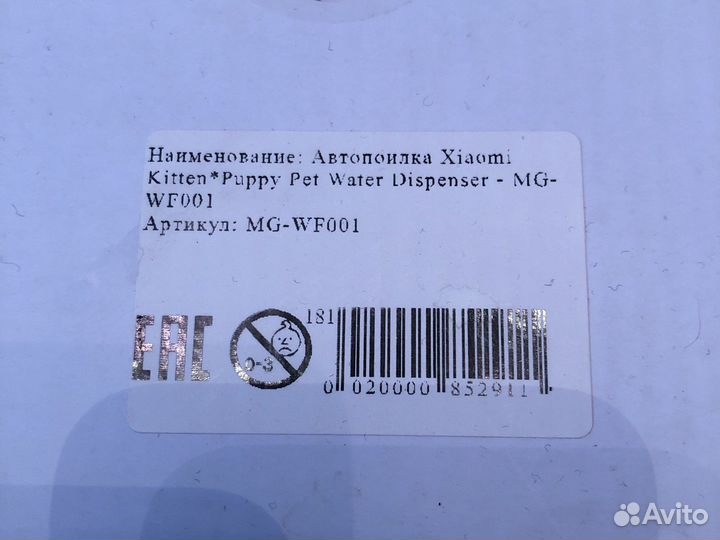 Наименование: Автопоилка Xiaomi
Kitten*Puppy Pet Water Dispenser - MG-
WF001
Артикул: MG-WF001
181
EAC
0-3
0 020000 852911
Avito